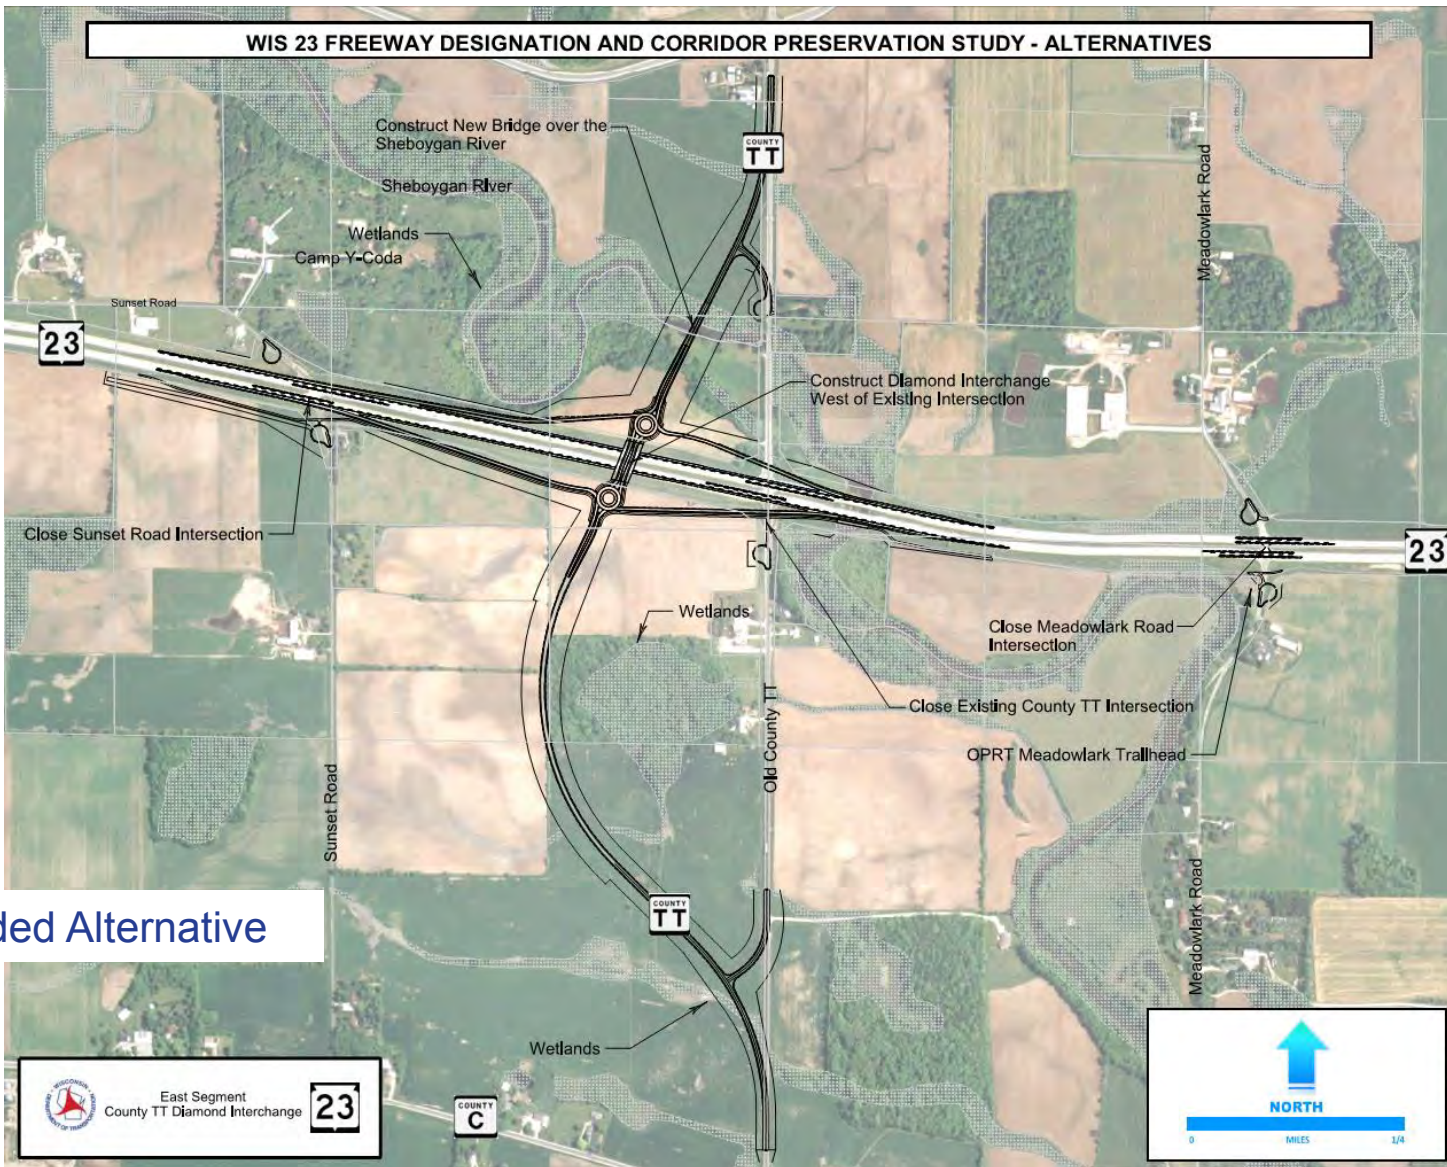 WIS 23 FREEWAY DESIGNATION AND CORRIDOR PRESERVATION STUDY - ALTERNATIVES
Construct New Bridge over the
Sheboygan River
COUNTY
TT
Sheboygan River
Meadowlark Road
Wetlands
Camp Y-Coda
Sunset Road
23
Construct Diamond Interchange
West of Existing Intersection
Close Sunset Road Intersection
23
Wetlands
Close Meadowlark Road
Intersection
Close Existing County TT Intersection
Old County TT
OPRT Meadowlark Trailhead
Sunset Road
Meadowlark Road
ded Alternative
COUNTY
TT
Wetlands
WISCONSIN
DEPARTMENT OF TRANSPORTATION
East Segment
County TT Diamond Interchange
23
COUNTY
C
NORTH
0
MILES
1/4